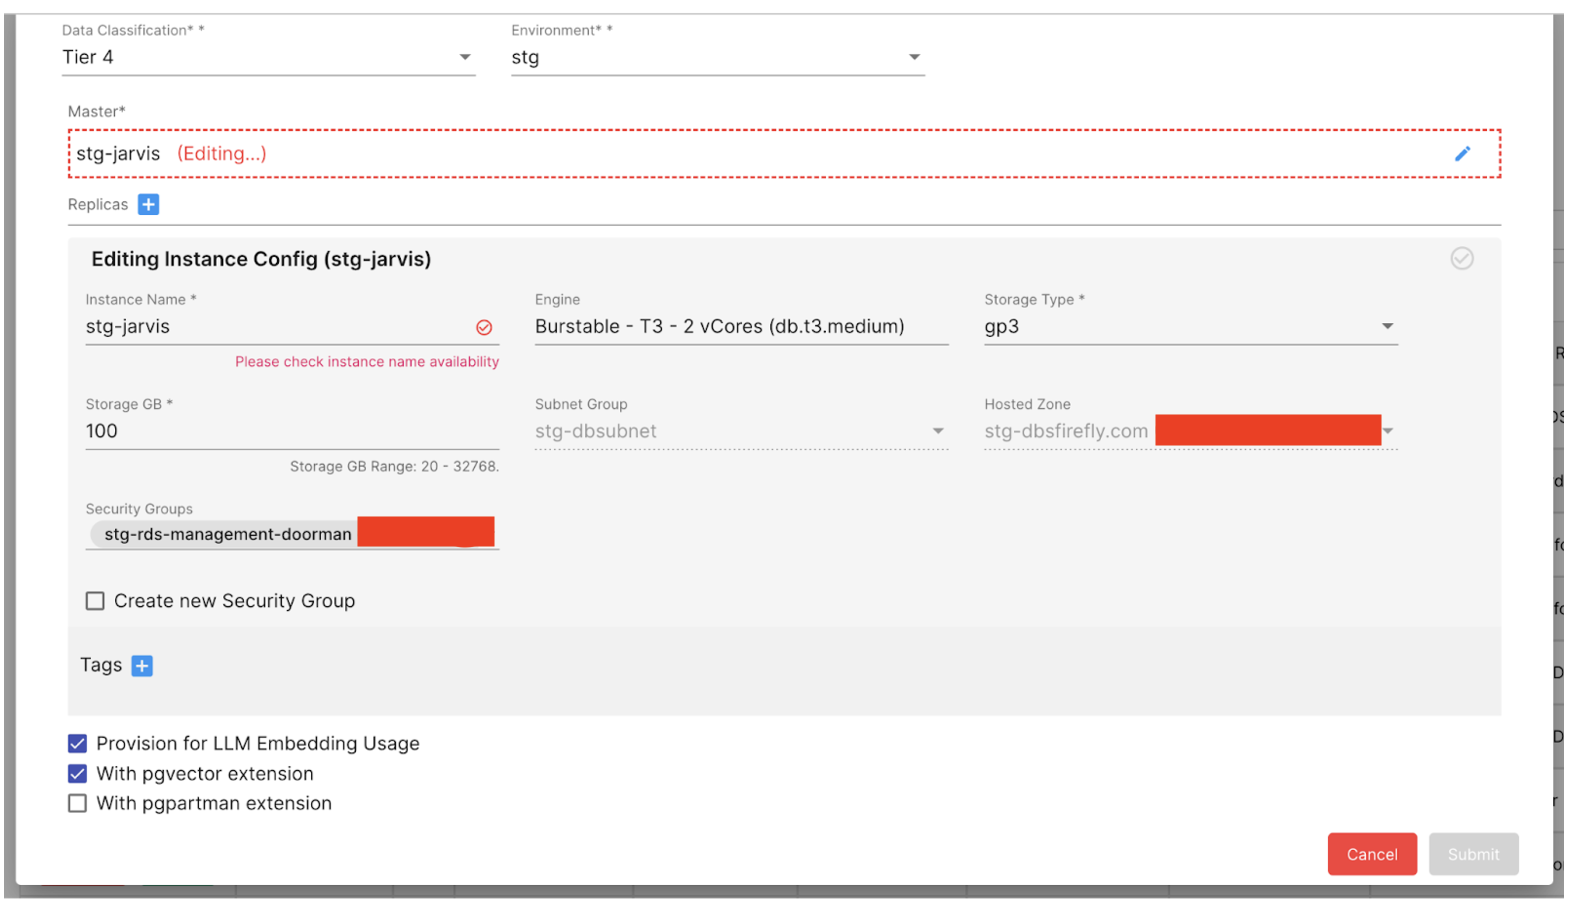 Data Classification* *
Environment* *
Tier 4
stg
Master*
stg-jarvis (Editing...)
Replicas
Editing Instance Config (stg-jarvis)
Instance Name *
Engine
Storage Type *
stg-jarvis
Burstable - T3 - 2 vCores (db.t3.medium)
gp3
Please check instance name availability
Storage GB *
Subnet Group
Hosted Zone
100
stg-dbsubnet
stg-dbsfirefly.com
Storage GB Range: 20 - 32768.
Security Groups
stg-rds-management-doorman
Create new Security Group
Tags
Provision for LLM Embedding Usage
With pgvector extension
With pgpartman extension
Cancel
Submit